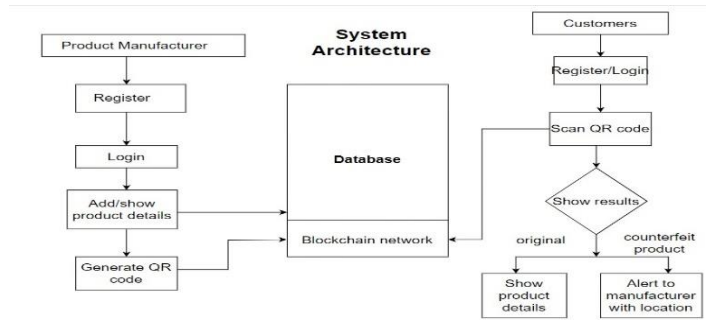 System
Architecture
Product Manufacturer
Register
Login
Add/show
product details
Generate QR
code
Database
Blockchain network
Customers
Register/Login
Scan QR code
Show results
original
counterfeit
product
Show
product
details
Alert to
manufacturer
with location